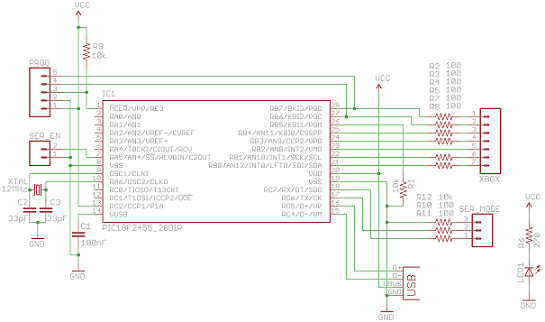 VCC
R9
10k
PROG
5
4
3
2
1
IC1
MCLR/VPP/RE3
RA0/AN0
RA1/AN1
RA2/AN2/VREF-/CVREF
RA3/AN3/VREF+
RA4/T0CKI/C1OUT/RCV
RA5/AN4/SS/HLVDIN/C2OUT
VSS
OSC1/CLKI
RA6/OSC2/CLKO
RC0/T1OSO/T13CKI
RC1/T1OSI/CCP2/UOE
RC2/CCP1/P1A
VUSB
1
2
3
4
5
6
7
8
9
10
11
12
13
14
RB7/BKI3/PGD
RB6/KBI2/PGC
RB5/KBI1/PGM
RB4/AN11/KBI0/CSSPP
RB3/AN9/CCP2/VPO
RB2/AN8/INT2/VMO
RB1/AN10/INT1/SCK/SCL
RB0/AN12/INT0/LFT0/SDI/SDA
VDD
VSS
RC7/RX/DT/SDO
RC6/TX/CK
RC5/D+/VP
RC4/D-/VM
28
27
26
25
24
23
22
21
20
19
18
17
16
15
PIC18F2455_28DIP
SER_EN
2
1
XTAL
12MHz
C2
33pF
C3
33pF
GND
C1
100nF
GND
VCC
R2 100
R3 100
R4 100
R5 100
R7 100
R8 100
1
2
3
4
5
6
7
XBOX
10k
R1
R12 10k
R10 100
R11 100
SER_MODE
3
2
1
D+
D-
VBUS
GND
USB
GND
VCC
R6
270
LED1
GND